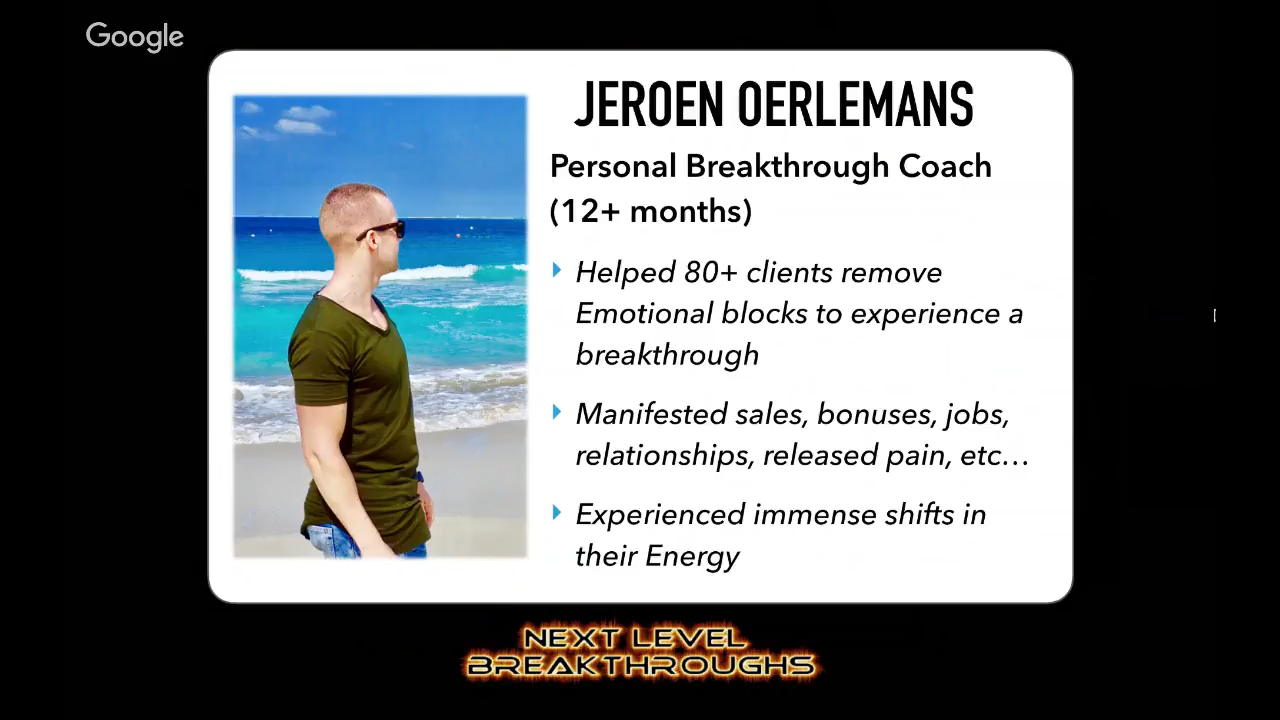 Google
JEROEN OERLEMANS
Personal Breakthrough Coach
(12+ months)
Helped 80+ clients remove
Emotional blocks to experience a
breakthrough
Manifested sales, bonuses, jobs,
relationships, released pain, etc…
Experienced immense shifts in
their Energy
NEXT LEVEL
BREAKTHROUGHS